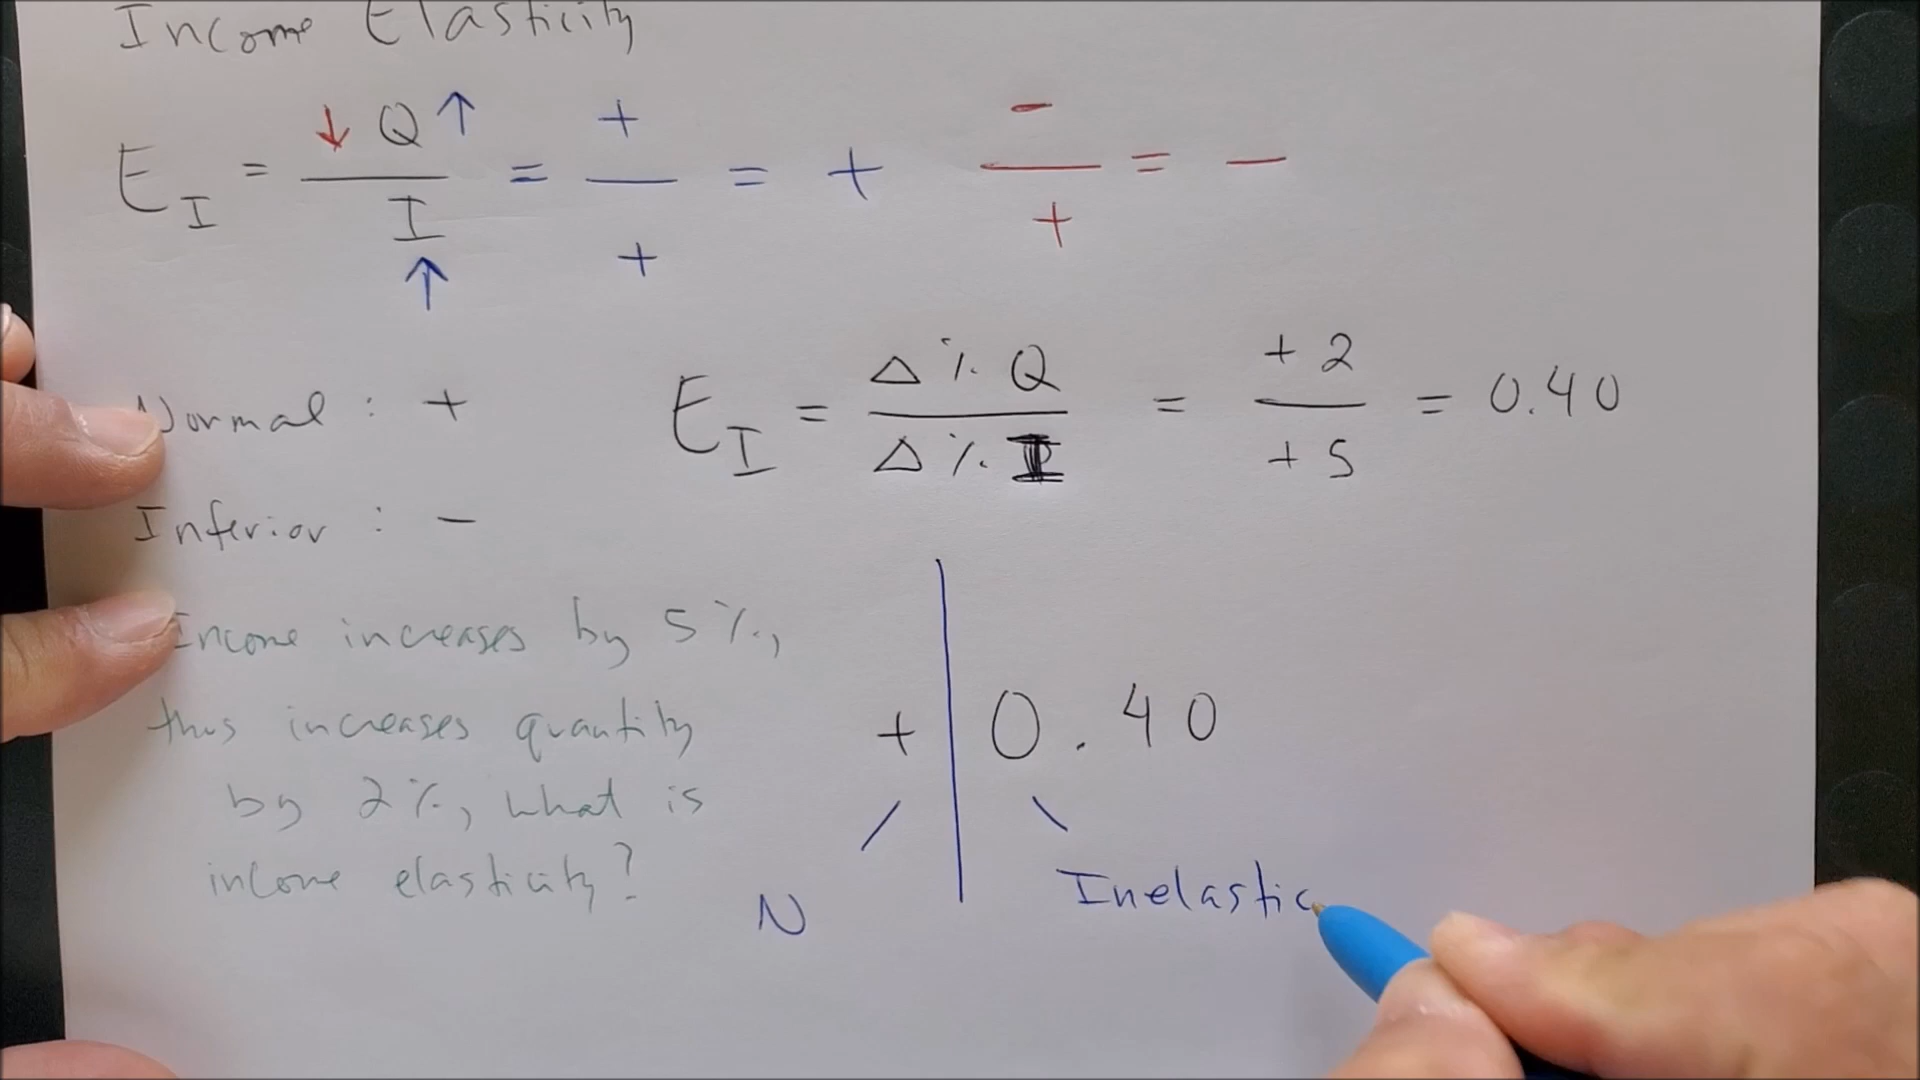 Income Elasticity
E_I = ↓ Q ↑ / I ↑ = + / + = + − / + = −
Normal : +
E_I = Δ % Q / Δ % I = + 2 / + 5 = 0.40
Inferior : −
Income increases by 5 %,
thus increases quantity
by 2 %, what is
income elasticity?
+ | 0.40
N
Inelastic